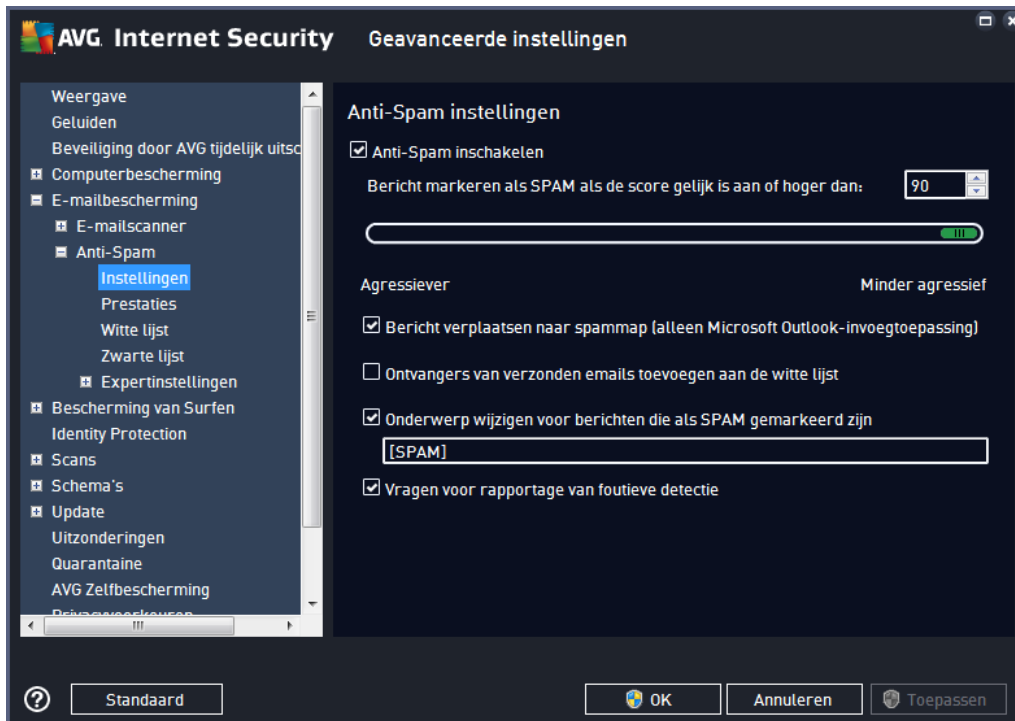 AVG. Internet Security Geavanceerde instellingen
Weergave
Geluiden
Beveiliging door AVG tijdelijk uitsc
Computerbescherming
E-mailbescherming
E-mailscanner
Anti-Spam
Instellingen
Prestaties
Witte lijst
Zwarte lijst
Expertinstellingen
Bescherming van Surfen
Identity Protection
Scans
Schema's
Update
Uitzonderingen
Quarantaine
AVG Zelfbescherming
Privacyvoorkeuren
Anti-Spam instellingen
Anti-Spam inschakelen
Bericht markeren als SPAM als de score gelijk is aan of hoger dan: 90
Agressiever Minder agressief
Bericht verplaatsen naar spammap (alleen Microsoft Outlook-invoegtoepassing)
Ontvangers van verzonden emails toevoegen aan de witte lijst
Onderwerp wijzigen voor berichten die als SPAM gemarkeerd zijn
[SPAM]
Vragen voor rapportage van foutieve detectie
? Standaard OK Annuleren Toepassen